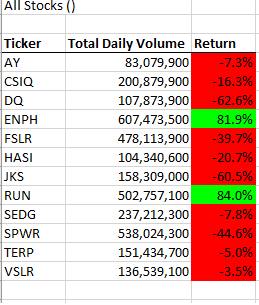 All Stocks ()
Ticker Total Daily Volume Return
AY 83,079,900 -7.3%
CSIQ 200,879,900 -16.3%
DQ 107,873,900 -62.6%
ENPH 607,473,500 81.9%
FSLR 478,113,900 -39.7%
HASI 104,340,600 -20.7%
JKS 158,309,000 -60.5%
RUN 502,757,100 84.0%
SEDG 237,212,300 -7.8%
SPWR 538,024,300 -44.6%
TERP 151,434,700 -5.0%
VSLR 136,539,100 -3.5%